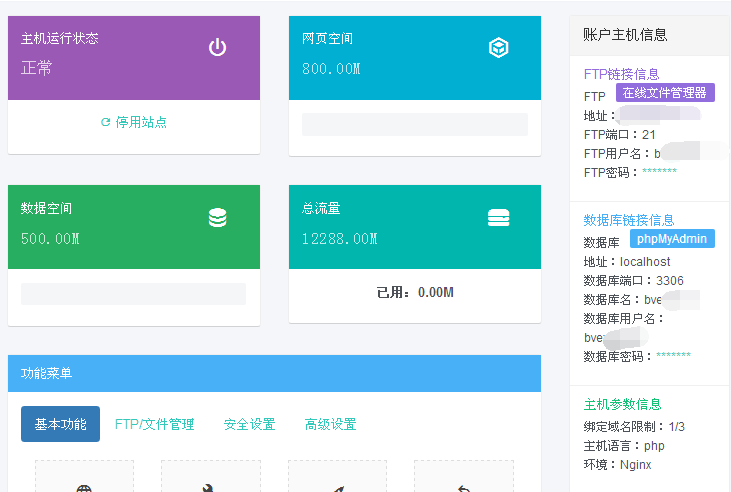 主机运行状态
正常
停用站点
网页空间
800.00M
数据空间
500.00M
总流量
12288.00M
已用：0.00M
功能菜单
基本功能
FTP/文件管理
安全设置
高级设置
账户主机信息
FTP链接信息
FTP 在线文件管理器
地址：
FTP端口：21
FTP用户名：b
FTP密码：*******
数据库链接信息
数据库 phpMyAdmin
地址：localhost
数据库端口：3306
数据库名：bve
数据库用户名：
bve
数据库密码：*******
主机参数信息
绑定域名限制：1/3
主机语言：php
环境：Nginx